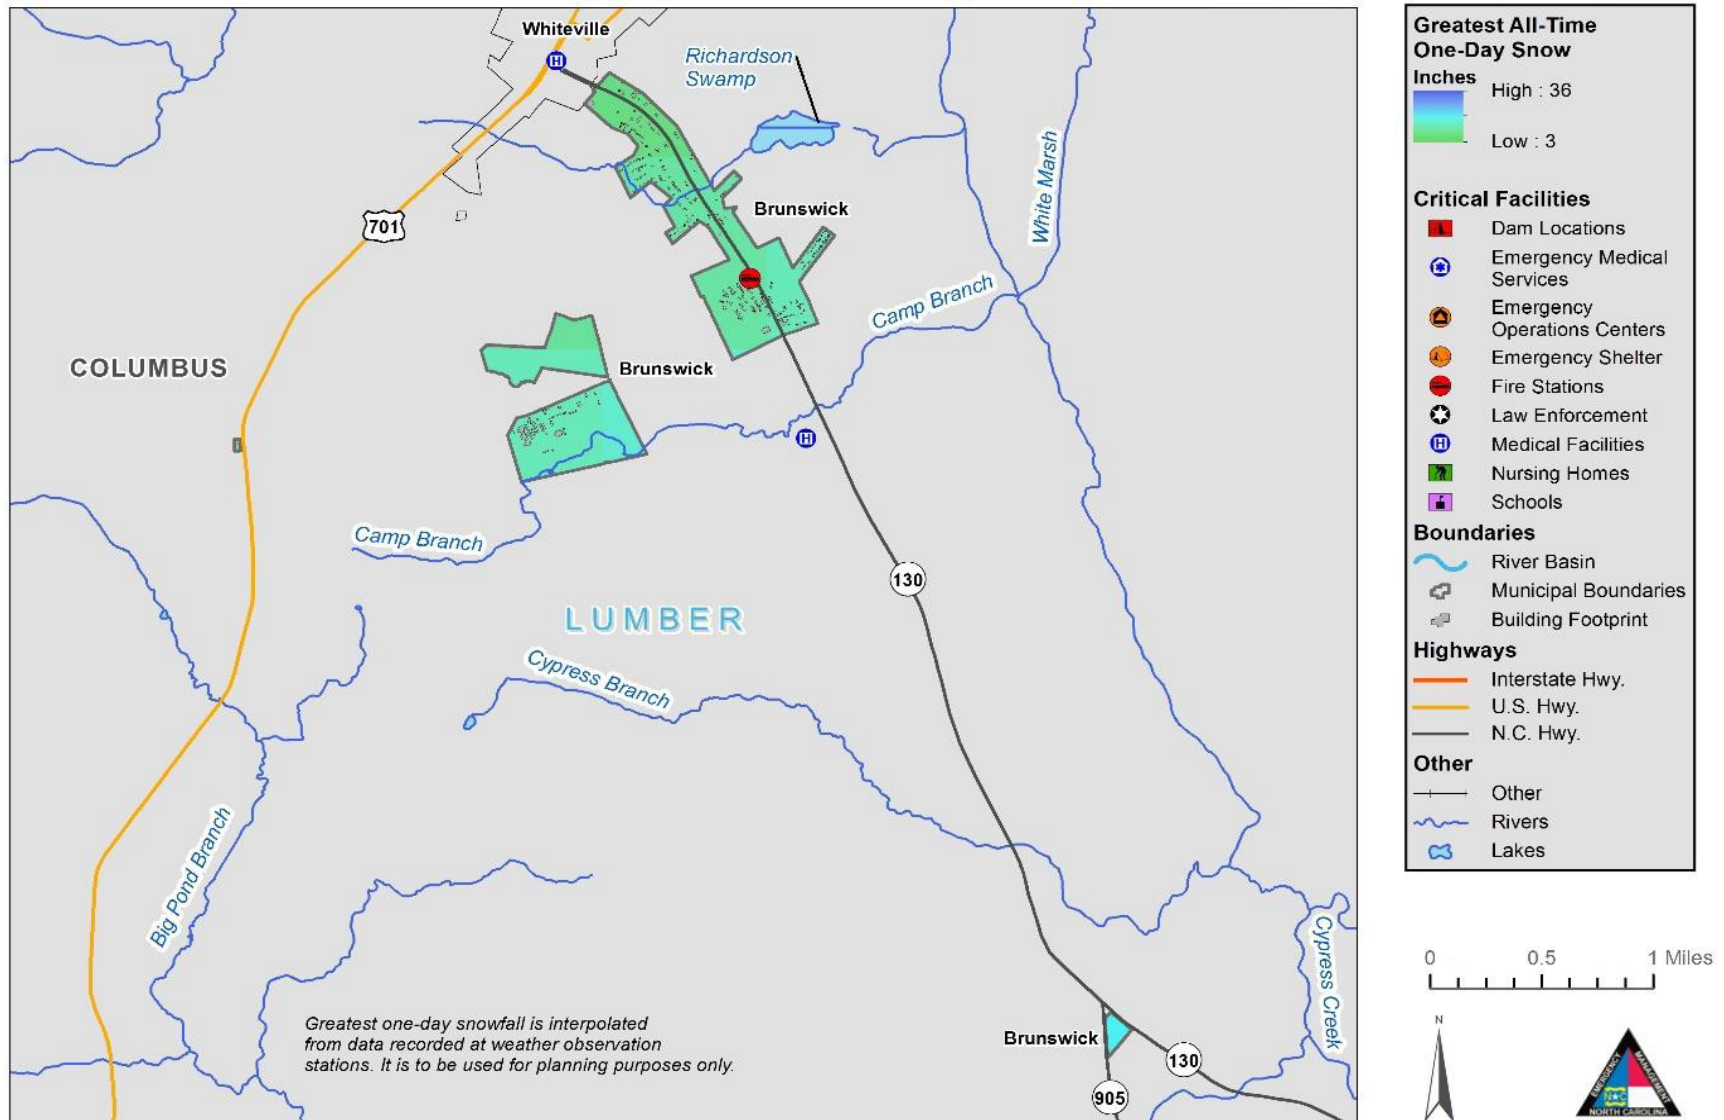 Whiteville
Richardson
Swamp
White Marsh
701
Brunswick
Camp Branch
COLUMBUS
Brunswick
H
H
Camp Branch
130
LUMBER
Cypress Branch
Big Pond Branch
Cypress Creek
Greatest one-day snowfall is interpolated
from data recorded at weather observation
stations. It is to be used for planning purposes only.
Brunswick
130
905
Greatest All-Time
One-Day Snow
Inches
High : 36
Low : 3
Critical Facilities
Dam Locations
Emergency Medical
Services
Emergency
Operations Centers
Emergency Shelter
Fire Stations
Law Enforcement
H Medical Facilities
Nursing Homes
Schools
Boundaries
River Basin
Municipal Boundaries
Building Footprint
Highways
Interstate Hwy.
U.S. Hwy.
N.C. Hwy.
Other
Other
Rivers
Lakes
0 0.5 1 Miles
N
EMERGENCY
MANAGEMENT
N C
NORTH CAROLINA